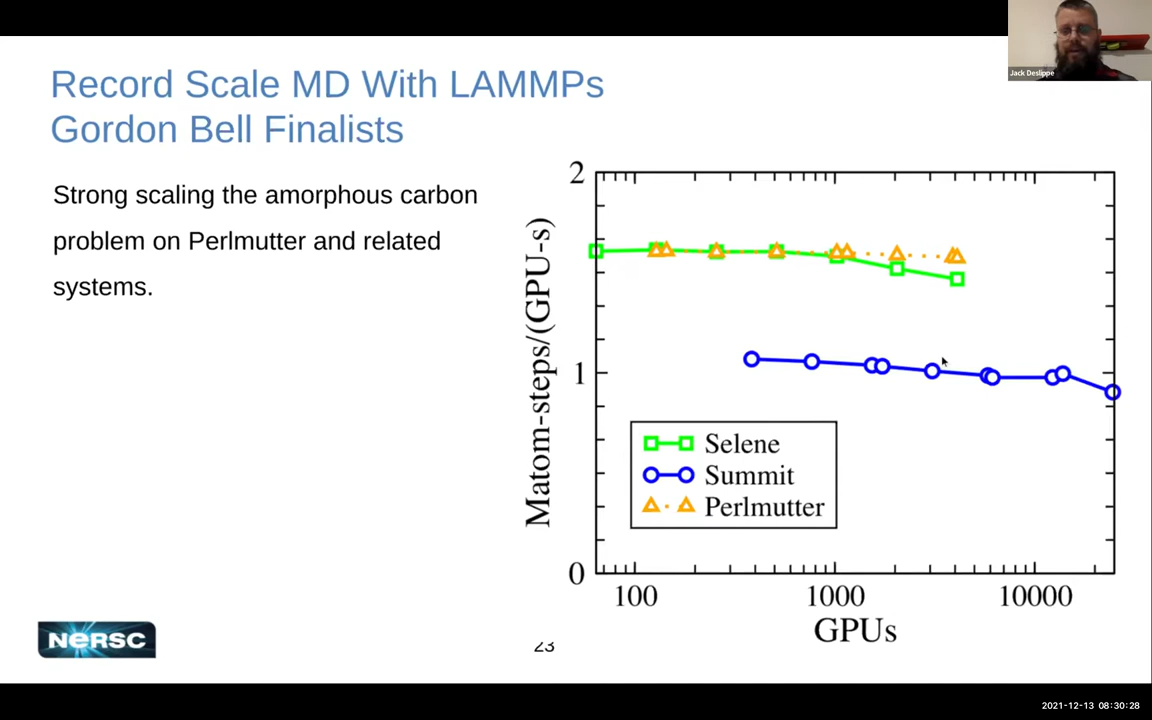 Jack Deslippe
Record Scale MD With LAMMPs
Gordon Bell Finalists
Strong scaling the amorphous carbon
problem on Perlmutter and related
systems.
2
1
0
Matom-steps/(GPU-s)
Selene
Summit
Perlmutter
100
1000
10000
GPUs
NERSC
23
2021-12-13 08:30:28